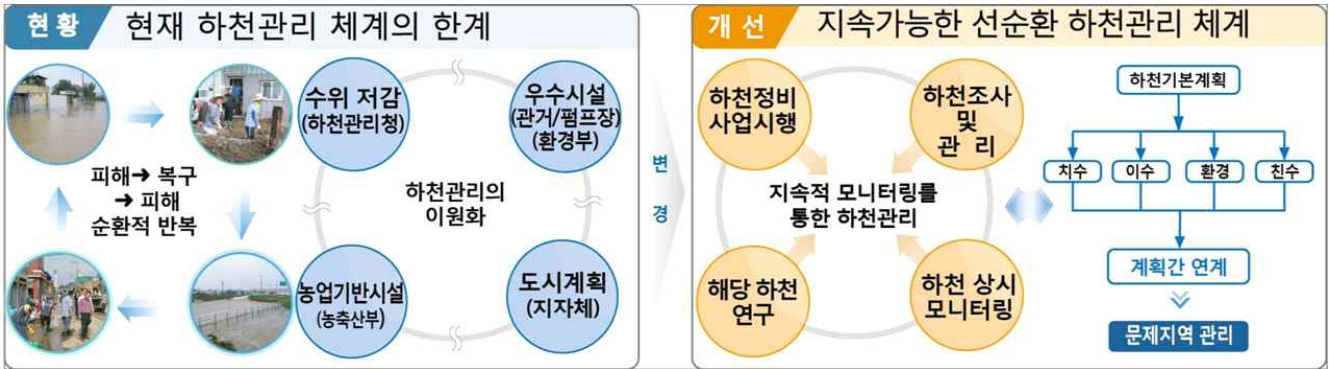 현 황
현재 하천관리 체계의 한계
피해➜ 복구
➜ 피해
순환적 반복
수위 저감
(하천관리청)
우수시설
(관거/펌프장)
(환경부)
하천관리의
이원화
농업기반시설
(농축산부)
도시계획
(지자체)
변
경
개 선
지속가능한 선순환 하천관리 체계
하천정비
사업시행
하천조사
및
관 리
지속적 모니터링를
통한 하천관리
해당 하천
연구
하천 상시
모니터링
하천기본계획
치수
이수
환경
친수
계획간 연계
문제지역 관리